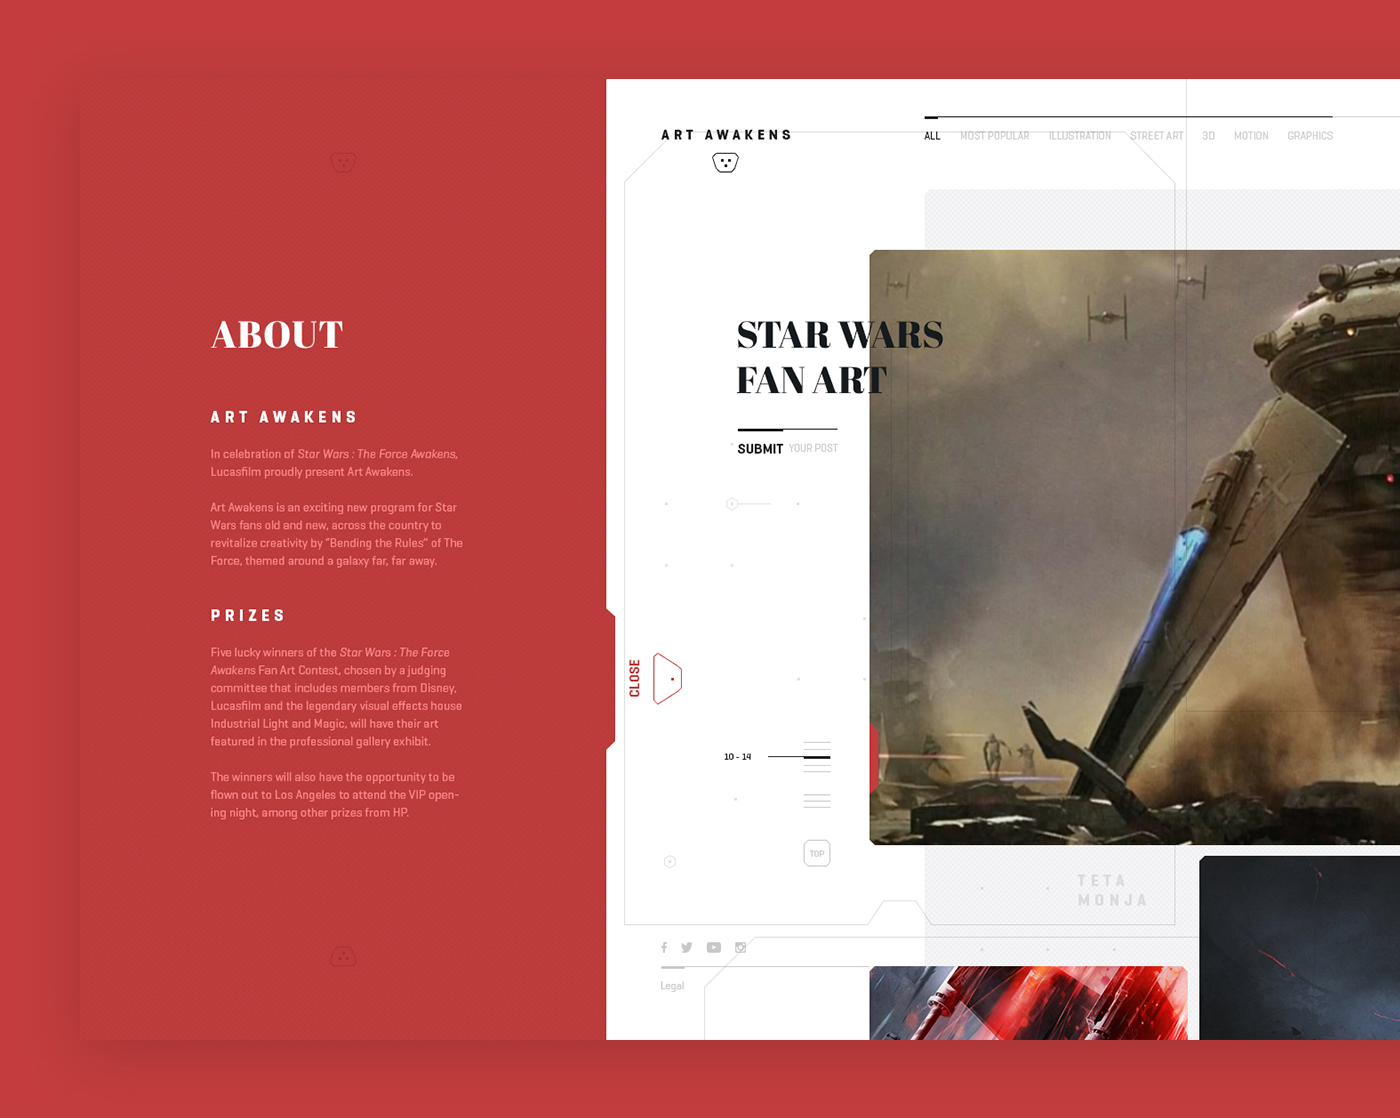 ABOUT
ART AWAKENS
In celebration of Star Wars : The Force Awakens,
Lucasfilm proudly present Art Awakens.
Art Awakens is an exciting new program for Star
Wars fans old and new, across the country to
revitalize creativity by “Bending the Rules” of The
Force, themed around a galaxy far, far away.
PRIZES
Five lucky winners of the Star Wars : The Force
Awakens Fan Art Contest, chosen by a judging
committee that includes members from Disney,
Lucasfilm and the legendary visual effects house
Industrial Light and Magic, will have their art
featured in the professional gallery exhibit.
The winners will also have the opportunity to be
flown out to Los Angeles to attend the VIP open-
ing night, among other prizes from HP.
CLOSE
ART AWAKENS
ALL MOST POPULAR ILLUSTRATION STREET ART 3D MOTION GRAPHICS
STAR WARS
FAN ART
SUBMIT YOUR POST
10 - 14
TOP
TETA
MONJA
Legal